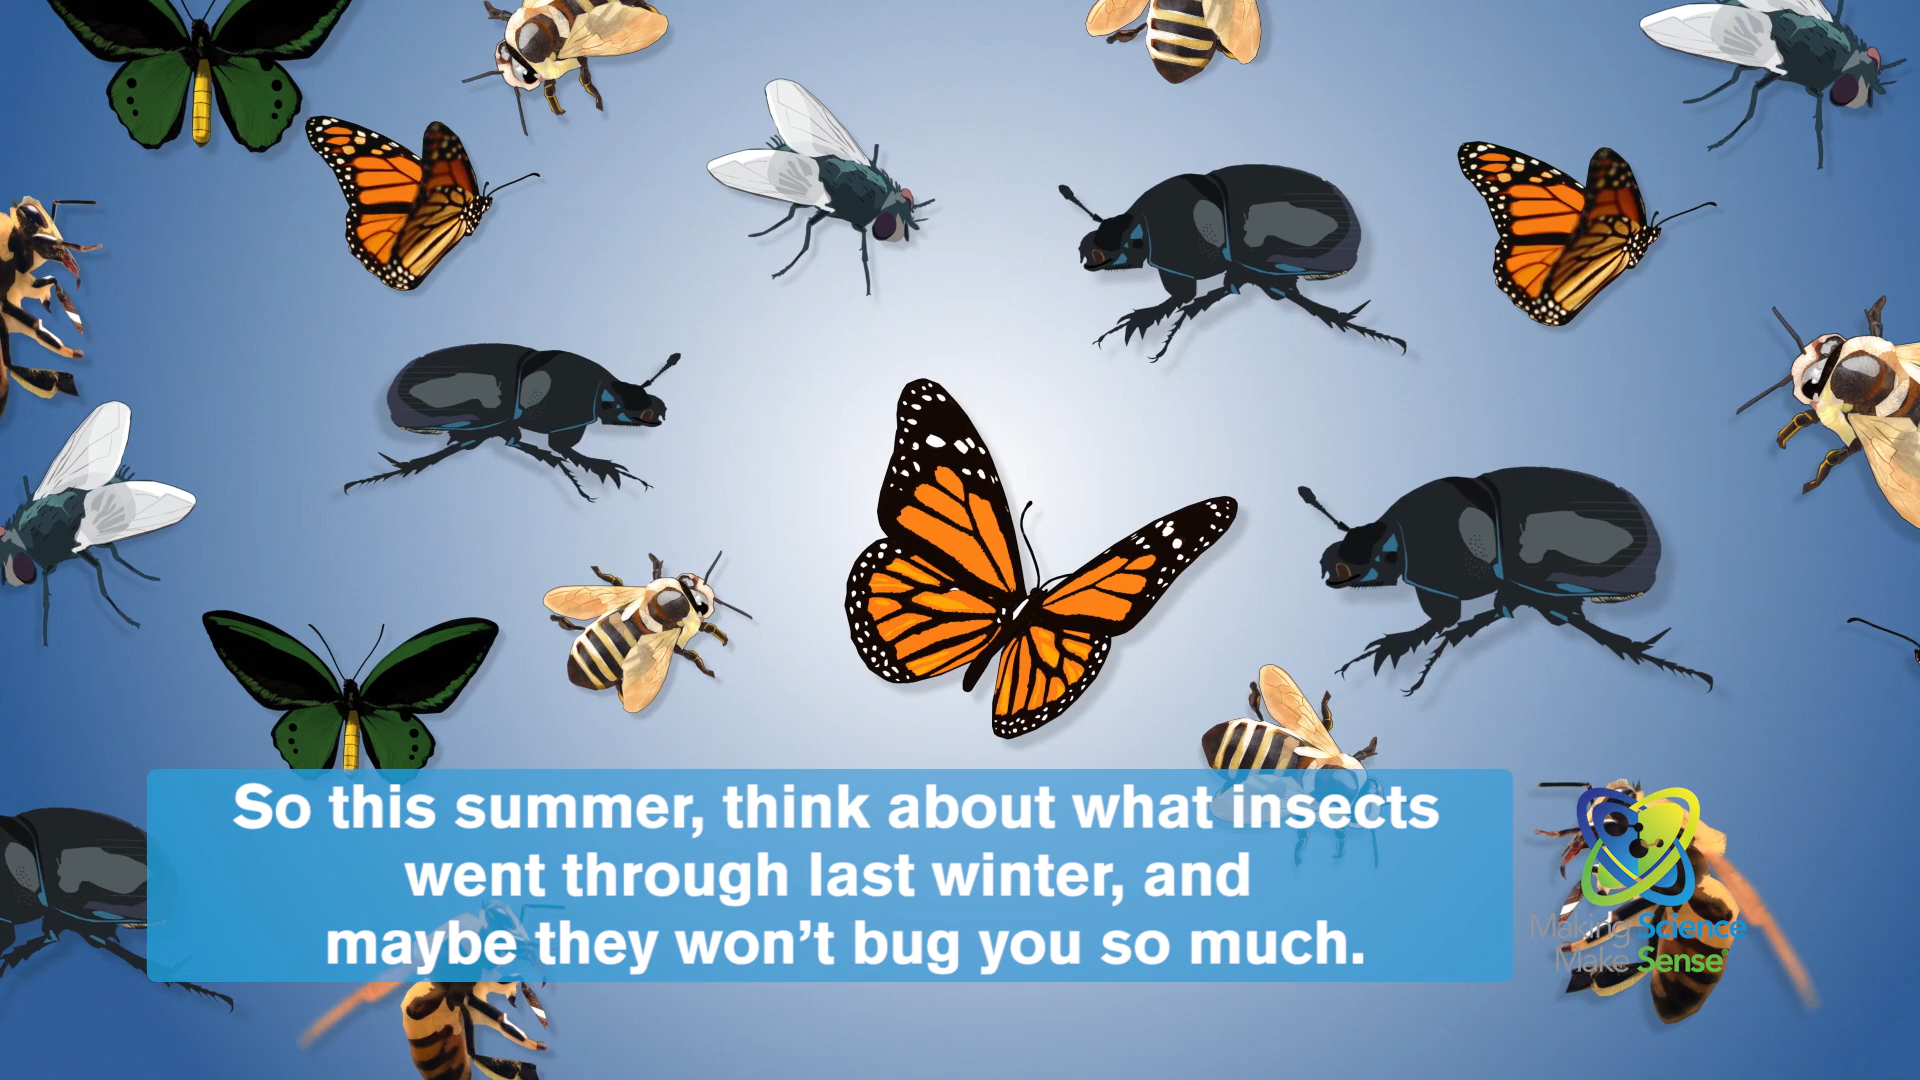 So this summer, think about what insects
went through last winter, and
maybe they won’t bug you so much.
Making Science
Make Sense®